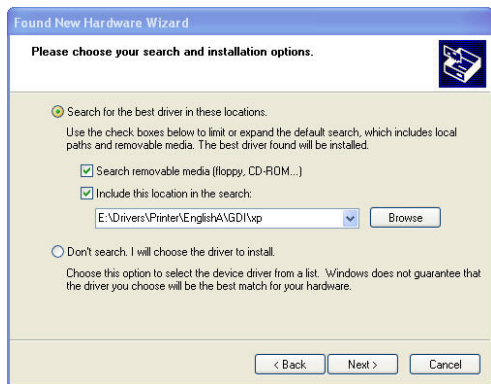 Found New Hardware Wizard
Please choose your search and installation options.
Search for the best driver in these locations.
Use the check boxes below to limit or expand the default search, which includes local
paths and removable media. The best driver found will be installed.
Search removable media (floppy, CD-ROM...)
Include this location in the search:
E:\Drivers\Printer\EnglishA\GDI\xp
Browse
Don't search. I will choose the driver to install.
Choose this option to select the device driver from a list. Windows does not guarantee that
the driver you choose will be the best match for your hardware.
< Back
Next >
Cancel